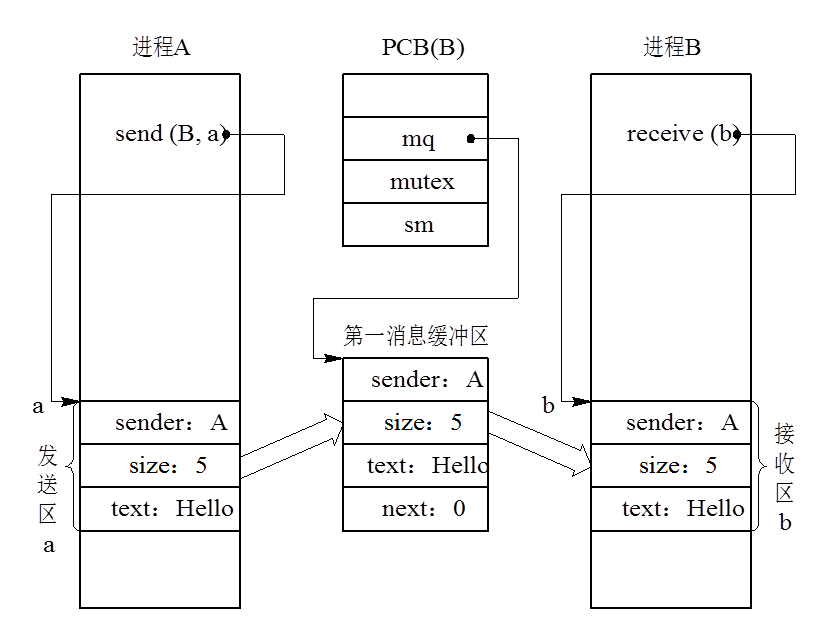 进程A
PCB(B)
进程B
send (B, a)
mq
mutex
sm
receive (b)
第一消息缓冲区
a
sender：A
size：5
text：Hello
发送区a
sender：A
size：5
text：Hello
next：0
b
sender：A
size：5
text：Hello
接收区b